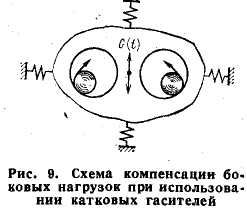 G(t)
Рис. 9. Схема компенсации бо-
ковых нагрузок при использова-
нии катковых гасителей